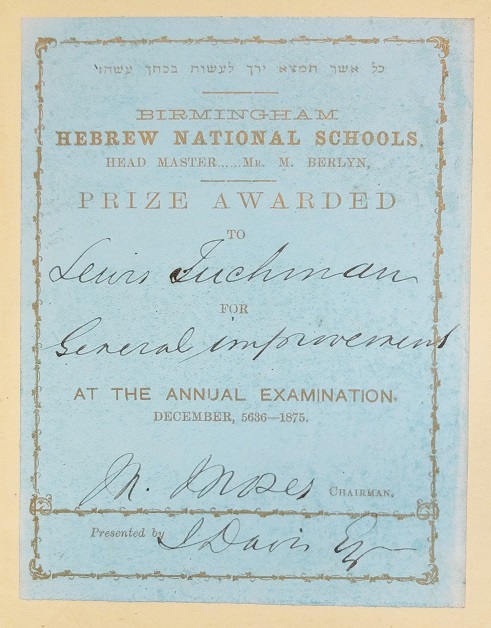 כל אשר תמצא ידך לעשות בכחך עשה:
BIRMINGHAM
HEBREW NATIONAL SCHOOLS.
HEAD MASTER......MR. M. BERLYN,
PRIZE AWARDED
TO
Lewis Tuchman
FOR
General improvement
AT THE ANNUAL EXAMINATION.
DECEMBER, 5636—1875.
M. Moses CHAIRMAN.
Presented by J Davis Esq